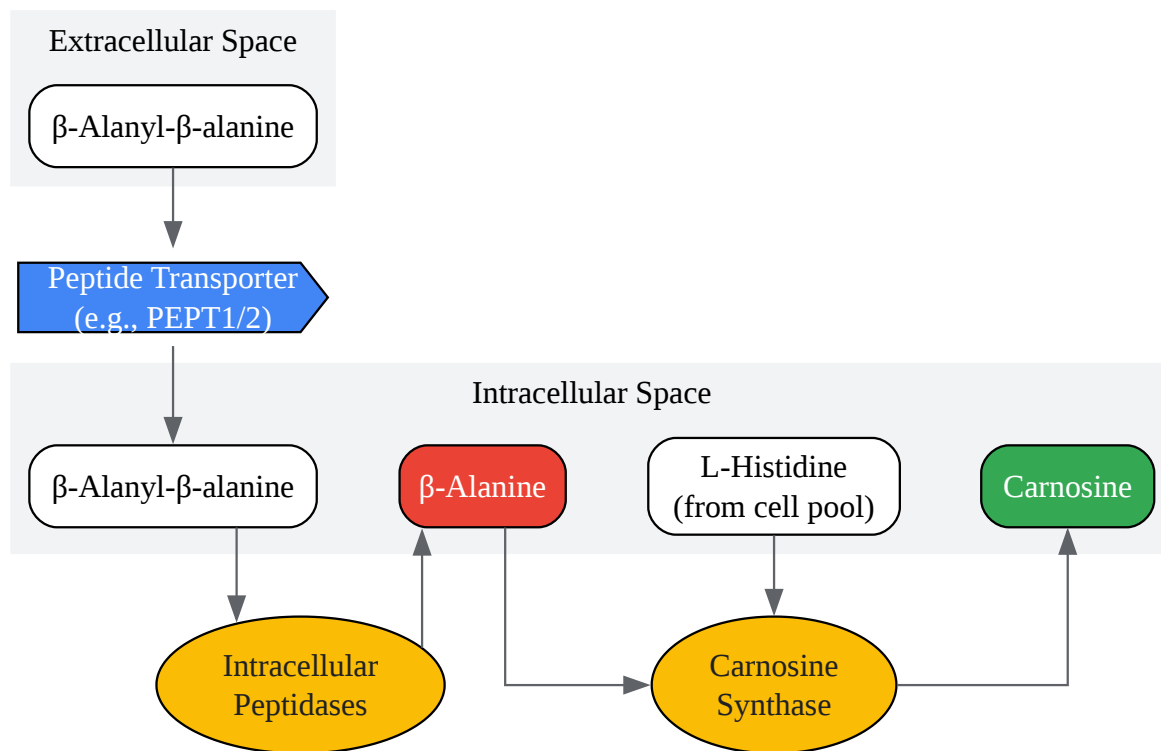 Extracellular Space
β-Alanyl-β-alanine
Peptide Transporter
(e.g., PEPT1/2)
Intracellular Space
β-Alanyl-β-alanine
β-Alanine
L-Histidine
(from cell pool)
Carnosine
Intracellular
Peptidases
Carnosine
Synthase